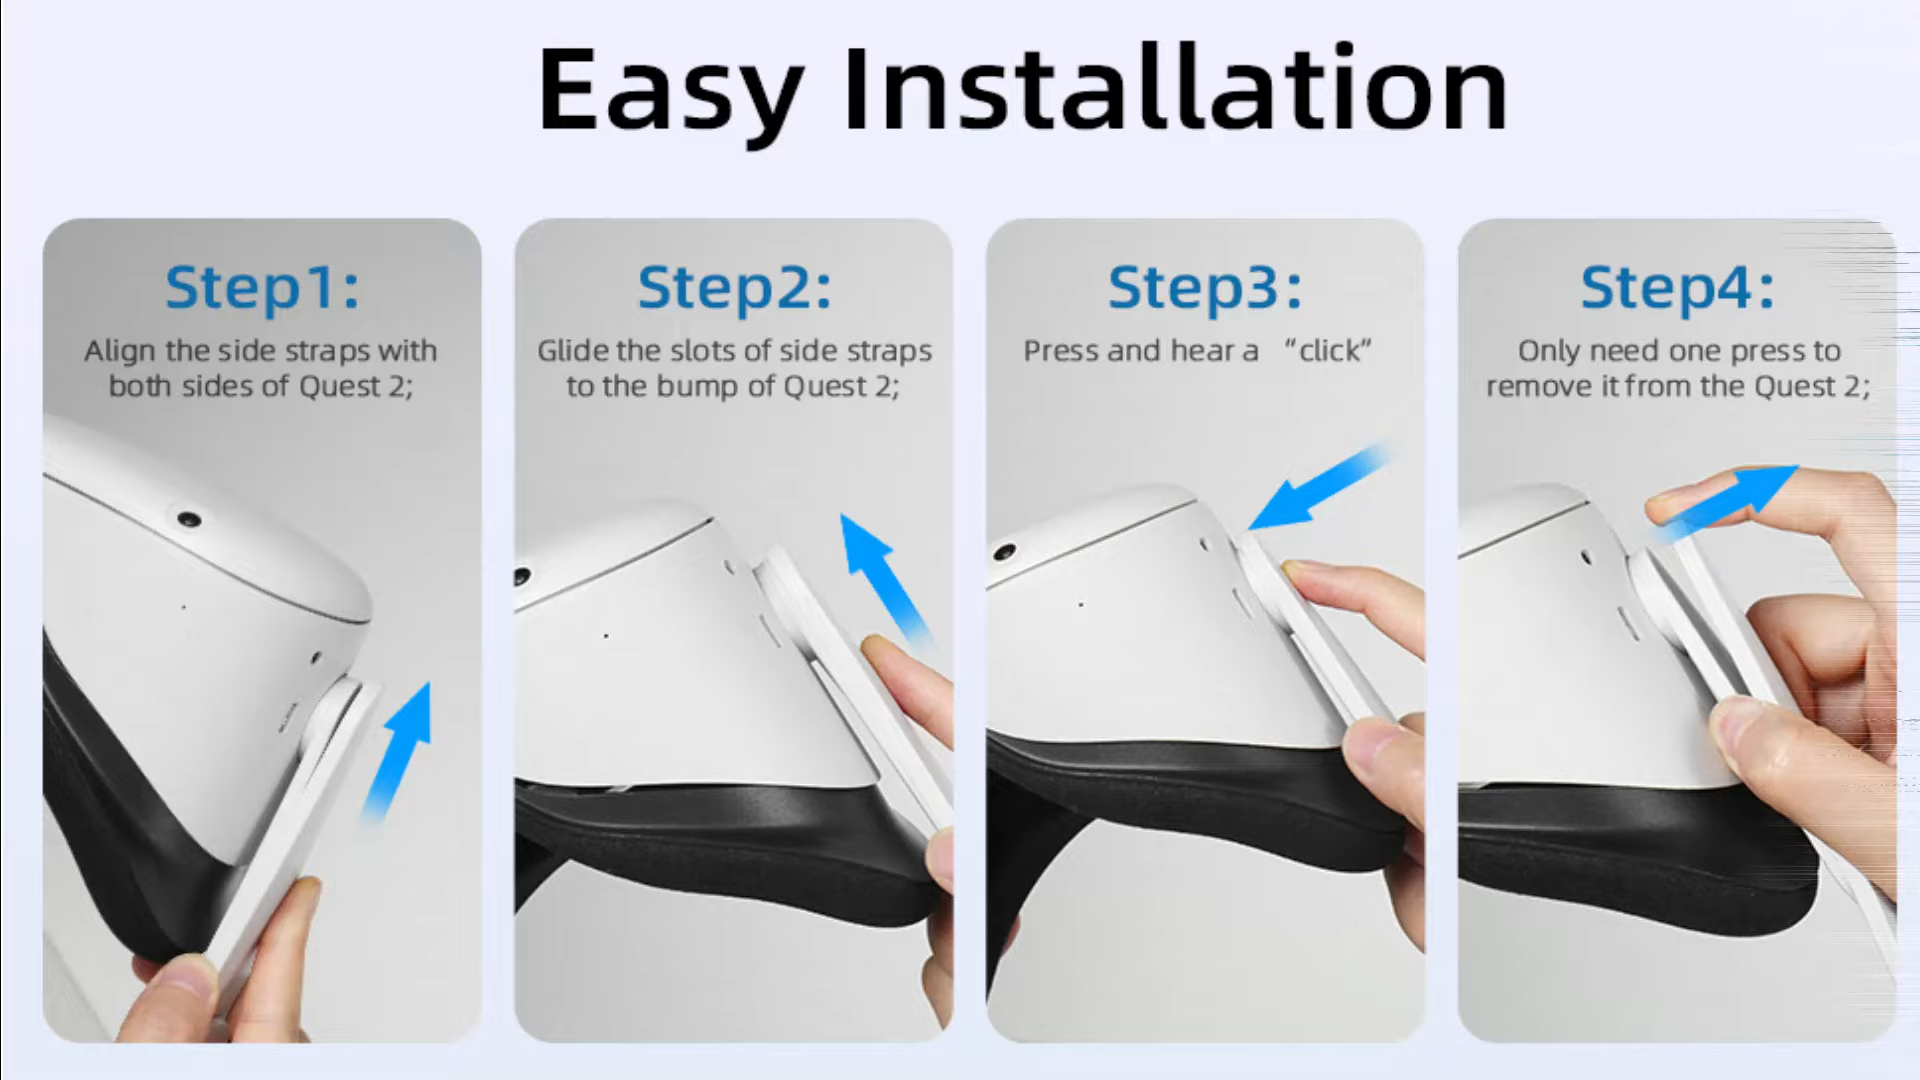 Easy Installation
Step1:
Align the side straps with
both sides of Quest 2;
Step2:
Glide the slots of side straps
to the bump of Quest 2;
Step3:
Press and hear a “click”
Step4:
Only need one press to
remove it from the Quest 2;